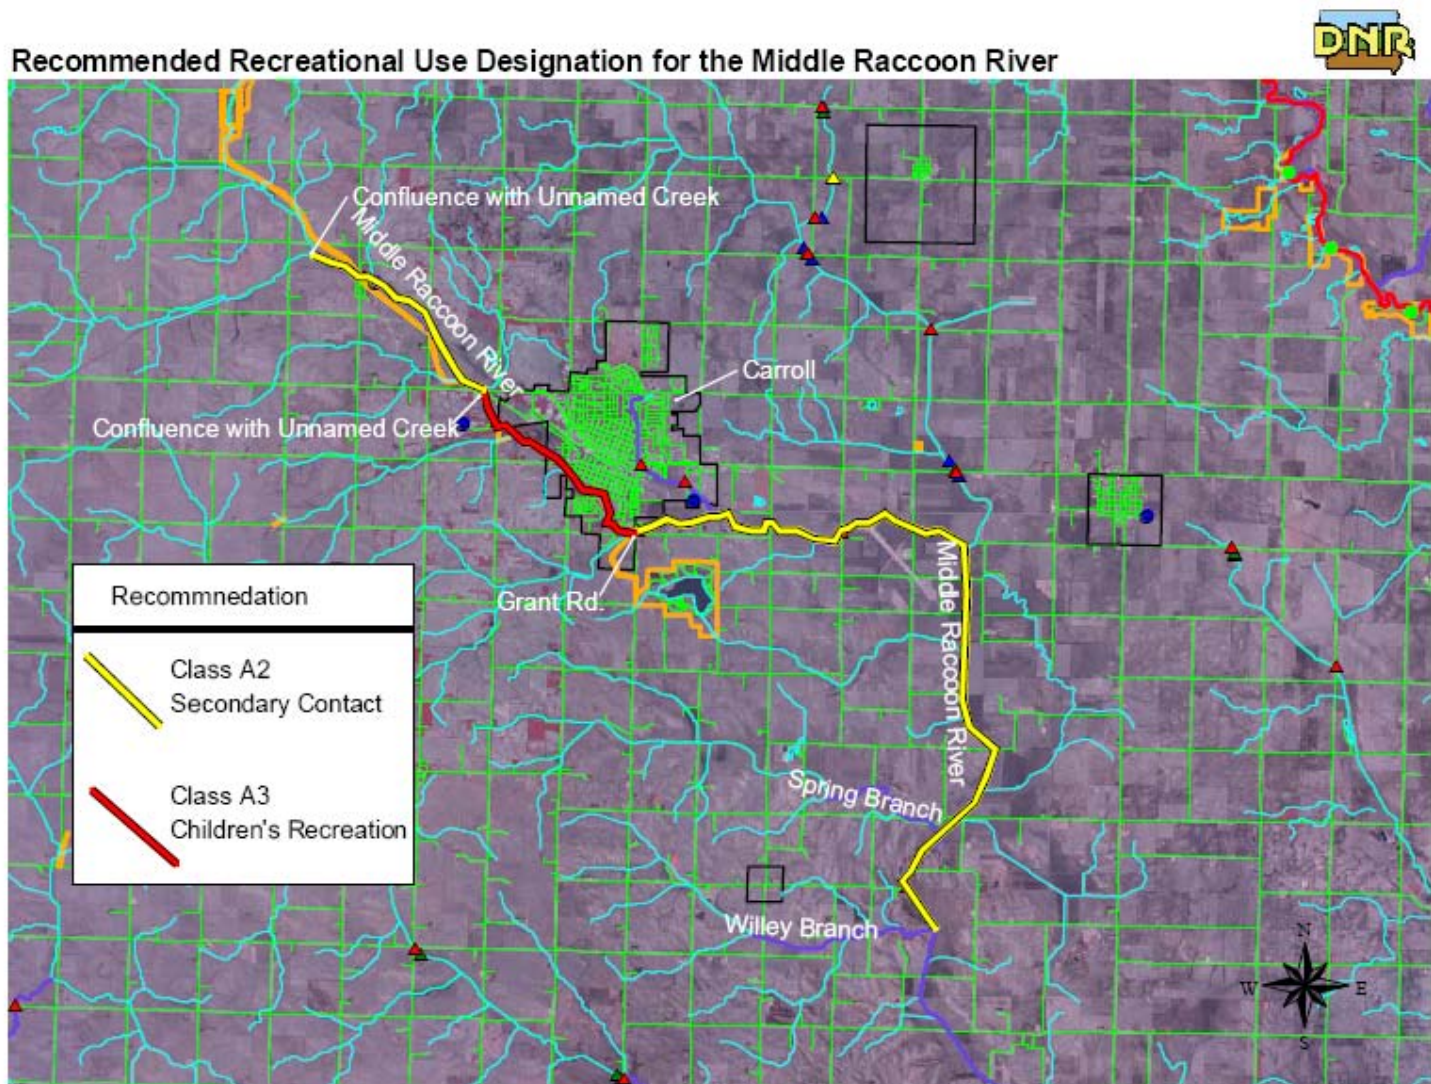 DNR
Recommended Recreational Use Designation for the Middle Raccoon River
Confluence with Unnamed Creek
Middle Raccoon River
Carroll
Confluence with Unnamed Creek
Grant Rd.
Middle Raccoon River
Recommnedation
Class A2
Secondary Contact
Class A3
Children's Recreation
Spring Branch
Willey Branch
N
W
E
S